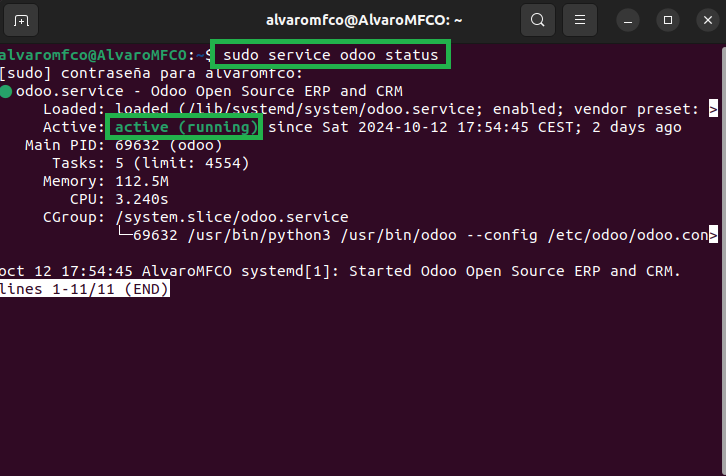 alvaromfco@AlvaroMFCO: ~
alvaromfco@AlvaroMFCO:~$ sudo service odoo status
[sudo] contraseña para alvaromfco:
● odoo.service - Odoo Open Source ERP and CRM
Loaded: loaded (/lib/systemd/system/odoo.service; enabled; vendor preset: >
Active: active (running) since Sat 2024-10-12 17:54:45 CEST; 2 days ago
Main PID: 69632 (odoo)
Tasks: 5 (limit: 4554)
Memory: 112.5M
CPU: 3.240s
CGroup: /system.slice/odoo.service
└─69632 /usr/bin/python3 /usr/bin/odoo --config /etc/odoo/odoo.con>
oct 12 17:54:45 AlvaroMFCO systemd[1]: Started Odoo Open Source ERP and CRM.
lines 1-11/11 (END)